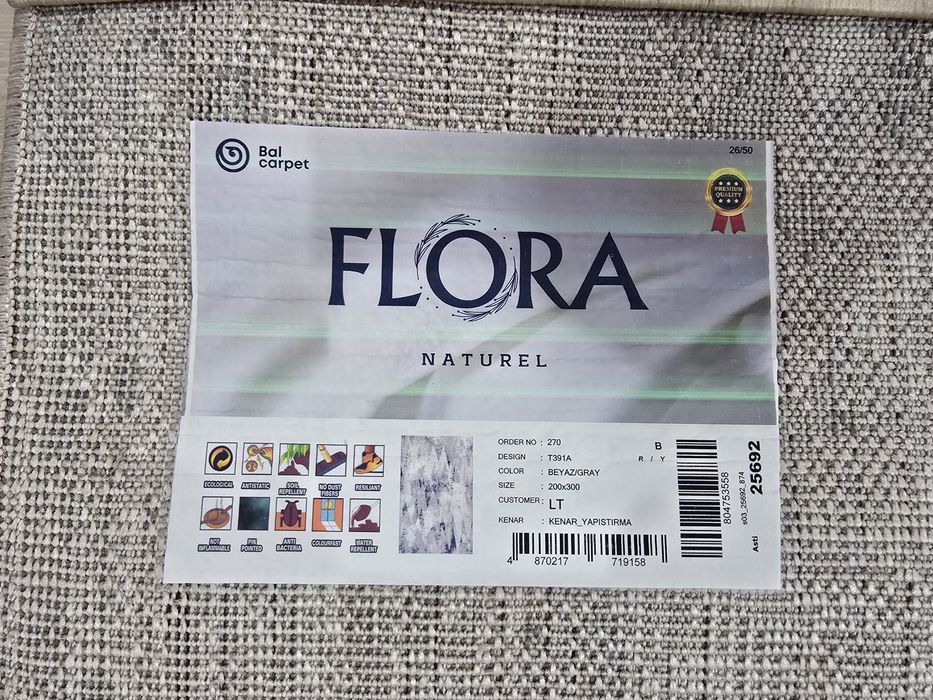 Bal
carpet
26/50
PREMIUM
QUALITY
FLORA
NATUREL
ECOLOGICAL
ANTISTATIC
SOIL
REPELLENT
NO DUST
FIBERS
RESILIANT
NOT
INFLAMMABLE
PIN
POINTED
ANTI
BACTERIA
COLOURFAST
WATER
REPELLENT
ORDER NO : 270
B
DESIGN : T391A
R / Y
COLOR : BEYAZ/GRAY
SIZE : 200x300
CUSTOMER : LT
KENAR : KENAR_YAPISTIRMA
4 870217 719158
804753558
s03_25692_874
25692
Asti